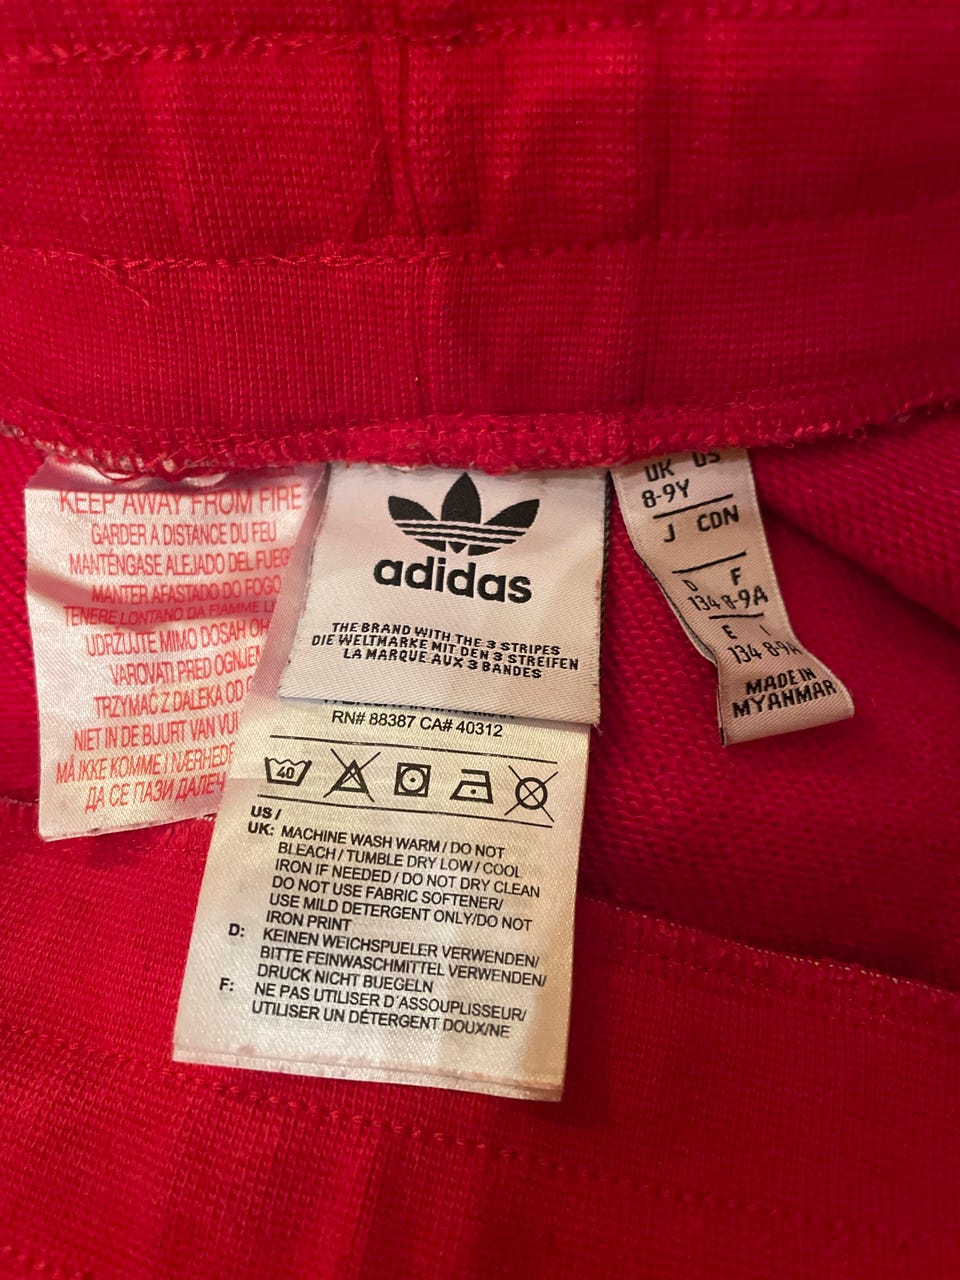 KEEP AWAY FROM FIRE
GARDER A DISTANCE DU FEU
MANTÉNGASE ALEJADO DEL FUEG
MANTER AFASTADO DO FOGO
TENERE LONTANO DA FIAMME LI
UDRZUJTE MIMO DOSAH OH
VAROVATI PRED OGNJEM
TRZYMAĆ Z DALEKA OD
NIET IN DE BUURT VAN VUU
MÅ IKKE KOMME I NÆRHEDE
ДА СЕ ПАЗИ ДАЛЕЧ
adidas
THE BRAND WITH THE 3 STRIPES
DIE WELTMARKE MIT DEN 3 STREIFEN
LA MARQUE AUX 3 BANDES
RN# 88387 CA# 40312
40
US /
UK: MACHINE WASH WARM / DO NOT
BLEACH / TUMBLE DRY LOW / COOL
IRON IF NEEDED / DO NOT DRY CLEAN
DO NOT USE FABRIC SOFTENER/
USE MILD DETERGENT ONLY/DO NOT
IRON PRINT
D: KEINEN WEICHSPUELER VERWENDEN/
BITTE FEINWASCHMITTEL VERWENDEN/
DRUCK NICHT BUEGELN
F: NE PAS UTILISER D´ASSOUPLISSEUR/
UTILISER UN DÉTERGENT DOUX/NE
UK US
8-9Y
J CDN
D F
134 8-9A
E I
134 8-9A
MADE IN
MYANMAR